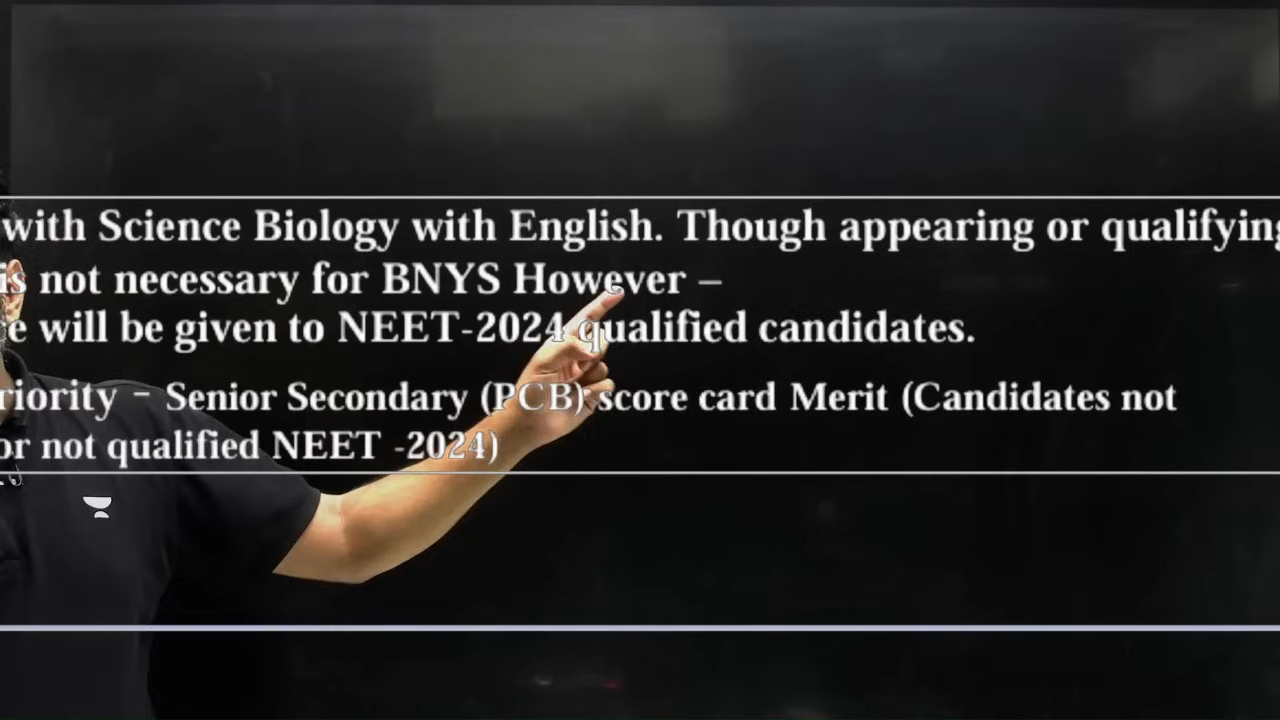 with Science Biology with English. Though appearing or qualifying
is not necessary for BNYS However –
will be given to NEET-2024 qualified candidates.
– Senior Secondary (PCB) score card Merit (Candidates not
or not qualified NEET -2024)